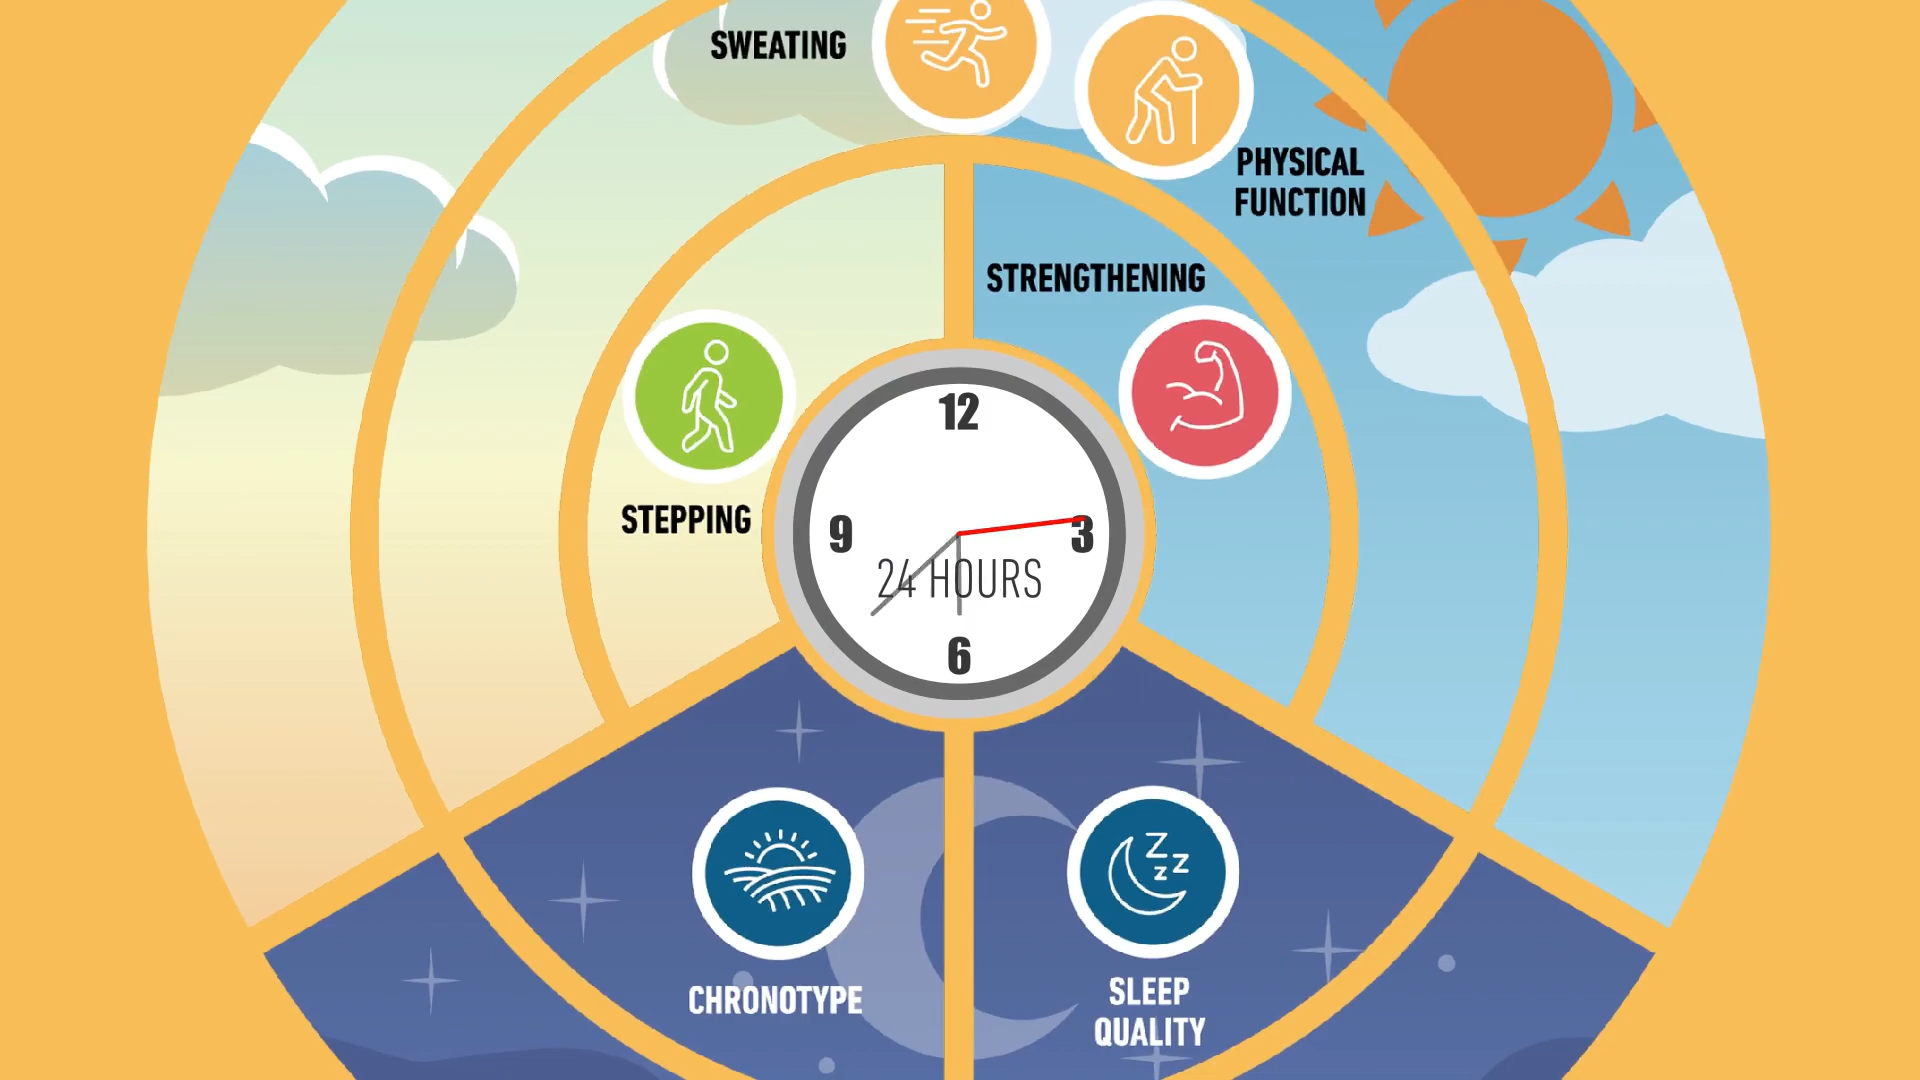 SWEATING
PHYSICAL
FUNCTION
STRENGTHENING
STEPPING
12
9
3
24 HOURS
6
CHRONOTYPE
Z
Z
Z
SLEEP
QUALITY